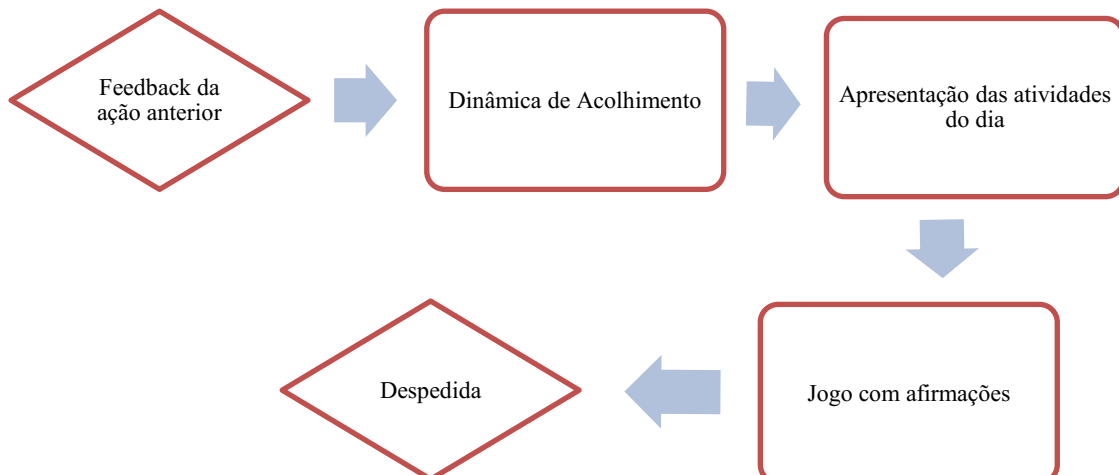 Feedback da
ação anterior
Dinâmica de Acolhimento
Apresentação das atividades
do dia
Jogo com afirmações
Despedida